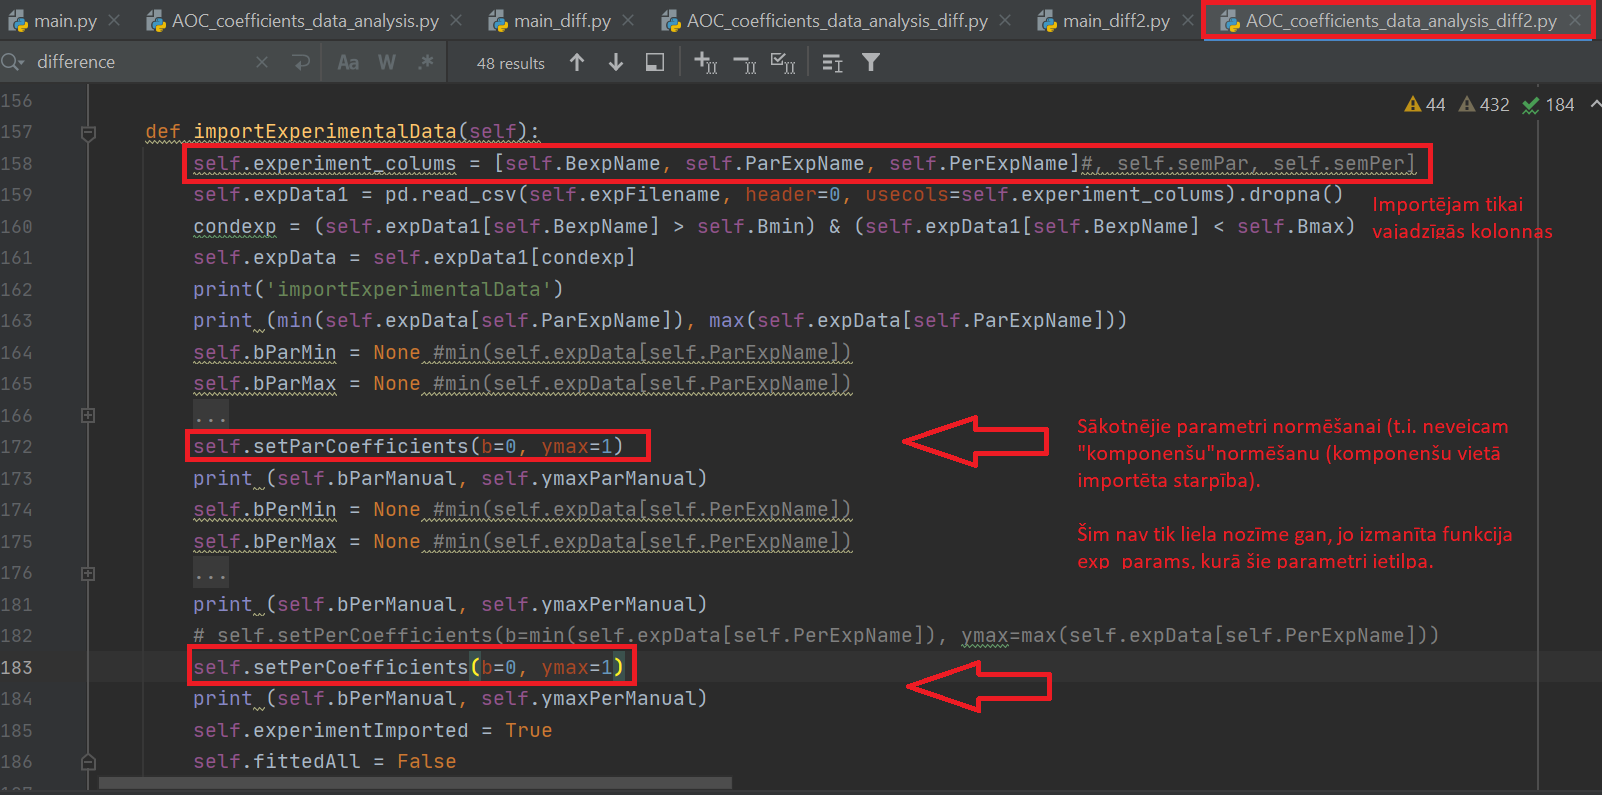 main.py AOC_coefficients_data_analysis.py main_diff.py AOC_coefficients_data_analysis_diff.py main_diff2.py AOC_coefficients_data_analysis_diff2.py
difference Aa W .* 48 results
156 44 432 184
157 def importExperimentalData(self):
158 self.experiment_colums = [self.BexpName, self.ParExpName, self.PerExpName]#, self.semPar, self.semPer]
159 self.expData1 = pd.read_csv(self.expFilename, header=0, usecols=self.experiment_colums).dropna()
Importējam tikai
160 condexp = (self.expData1[self.BexpName] > self.Bmin) & (self.expData1[self.BexpName] < self.Bmax)
vajadzīgās kolonnas
161 self.expData = self.expData1[condexp]
162 print('importExperimentalData')
163 print (min(self.expData[self.ParExpName]), max(self.expData[self.ParExpName]))
164 self.bParMin = None #min(self.expData[self.ParExpName])
165 self.bParMax = None #min(self.expData[self.ParExpName])
166 ...
172 self.setParCoefficients(b=0, ymax=1)
173 print (self.bParManual, self.ymaxParManual)
174 self.bPerMin = None #min(self.expData[self.PerExpName])
175 self.bPerMax = None #min(self.expData[self.PerExpName])
176 ...
181 print (self.bPerManual, self.ymaxPerManual)
182 # self.setPerCoefficients(b=min(self.expData[self.PerExpName]), ymax=max(self.expData[self.PerExpName]))
183 self.setPerCoefficients(b=0, ymax=1)
184 print (self.bPerManual, self.ymaxPerManual)
185 self.experimentImported = True
186 self.fittedAll = False
Sākotnējie parametri normēšanai (t.i. neveicam
"komponenšu"normēšanu (komponenšu vietā
importēta starpība).
Šim nav tik liela nozīme gan, jo izmanīta funkcija
exp_params, kurā šie parametri ietilpa.